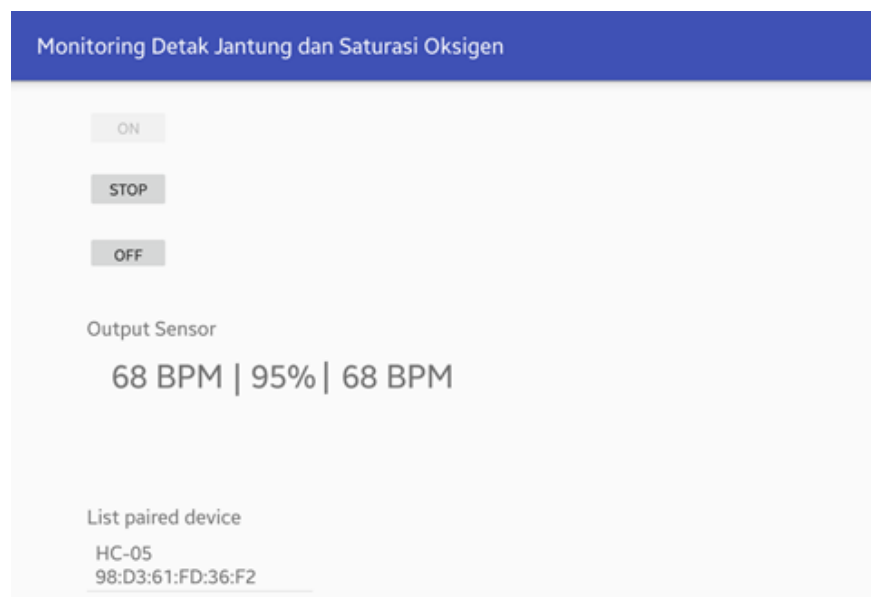 Monitoring Detak Jantung dan Saturasi Oksigen
ON
STOP
OFF
Output Sensor
68 BPM | 95% | 68 BPM
List paired device
HC-05
98:D3:61:FD:36:F2